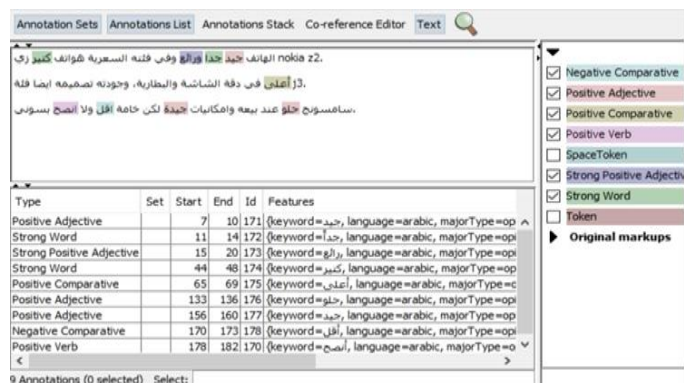 Annotation Sets Annotations List Annotations Stack Co-reference Editor Text
الهاتف جيد جدا ورائع وفي فئته السعرية هواتف كثير زي nokia z2.
أعلى في دقة الشاشة والبطارية، وجودته تصميمه ايضا فلة j3.
سامسونج حلو عند بيعه وامكانيات جيدة لكن خامة اقل ولا انصح بسوني.
Negative Comparative
Positive Adjective
Positive Comparative
Positive Verb
SpaceToken
Strong Positive Adjectiv
Strong Word
Token
Original markups
Type Set Start End Id Features
Positive Adjective 7 10 171 {keyword=جيد, language=arabic, majorType=opi
Strong Word 11 14 172 {keyword=جداً, language=arabic, majorType=opi
Strong Positive Adjective 15 20 173 {keyword=رائع, language=arabic, majorType=opi
Strong Word 44 48 174 {keyword=كثير, language=arabic, majorType=opi
Positive Comparative 65 69 175 {keyword=أعلى, language=arabic, majorType=c
Positive Adjective 133 136 176 {keyword=حلو, language=arabic, majorType=opi
Positive Adjective 156 160 177 {keyword=جيد, language=arabic, majorType=opi
Negative Comparative 170 173 178 {keyword=أقل, language=arabic, majorType=opi
Positive Verb 178 182 170 {keyword=أنصح, language=arabic, majorType=o
9 Annotations (0 selected) Select: